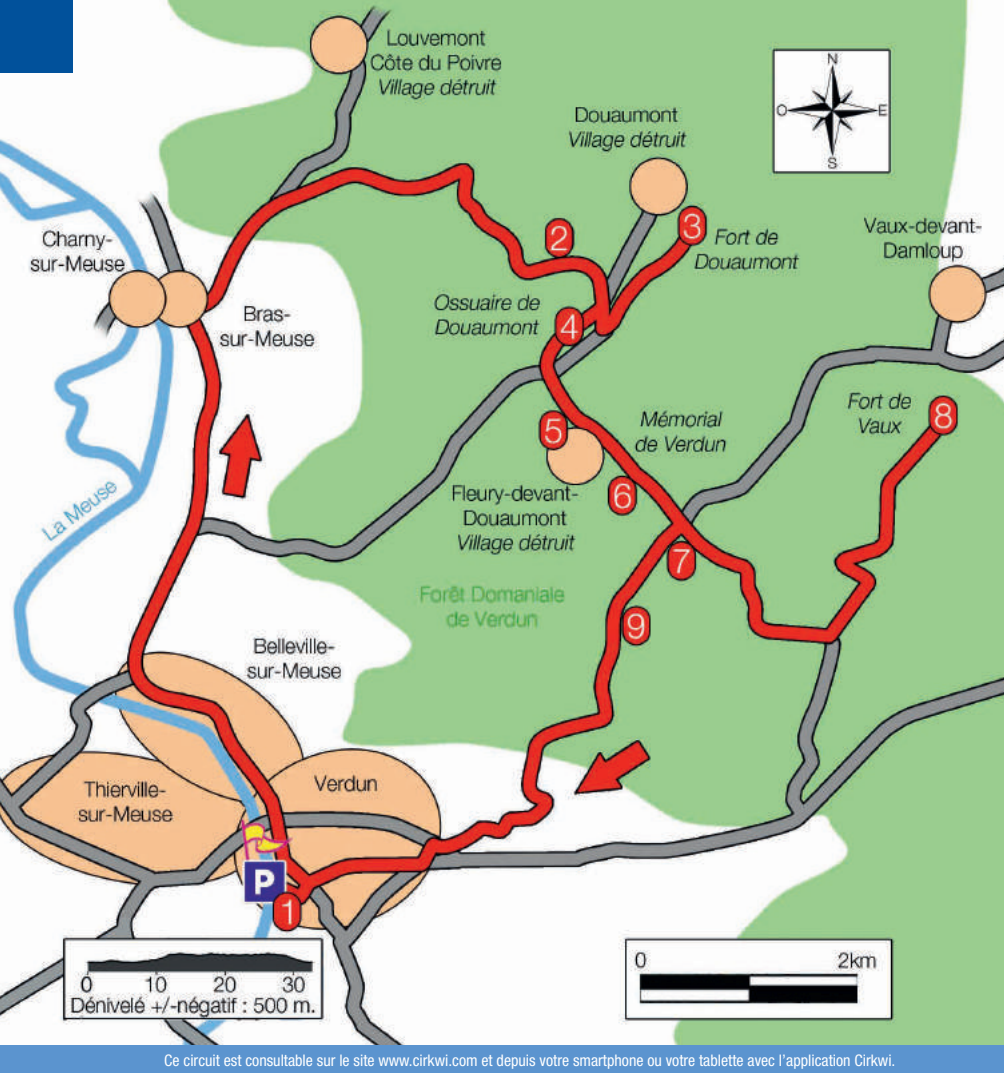 Louvemont
Côte du Poivre
Village détruit
N
O
E
S
Douaumont
Village détruit
Charny-
sur-Meuse
2
3
Fort de
Douaumont
Vaux-devant-
Damloup
Bras-
sur-Meuse
Ossuaire de
Douaumont
4
Fort de
Vaux
8
5
Mémorial
de Verdun
La Meuse
Fleury-devant-
Douaumont
Village détruit
6
7
Forêt Domaniale
de Verdun
9
Belleville-
sur-Meuse
Thierville-
sur-Meuse
Verdun
P
1
0 10 20 30
Dénivelé +/-négatif : 500 m.
0 2km
Ce circuit est consultable sur le site www.cirkwi.com et depuis votre smartphone ou votre tablette avec l'application Cirkwi.